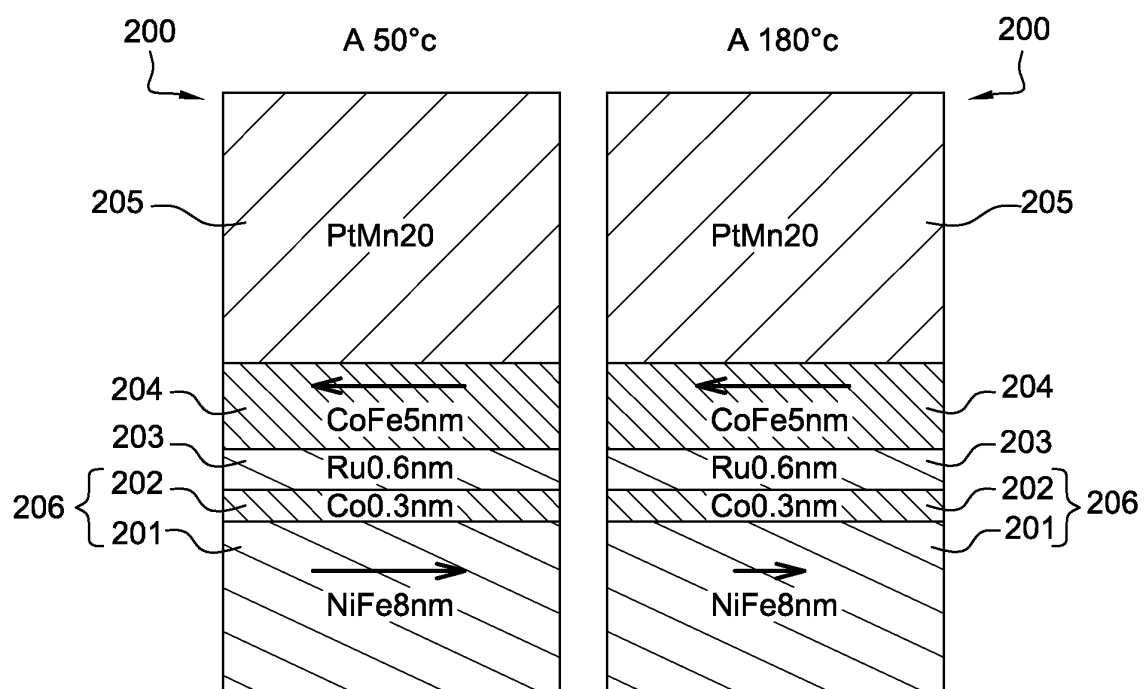 200 A 50°c A 180°c 200
205 PtMn20 PtMn20 205
204 CoFe5nm CoFe5nm 204
203 Ru0.6nm Ru0.6nm 203
206 202 Co0.3nm Co0.3nm 202 206
201 NiFe8nm NiFe8nm 201